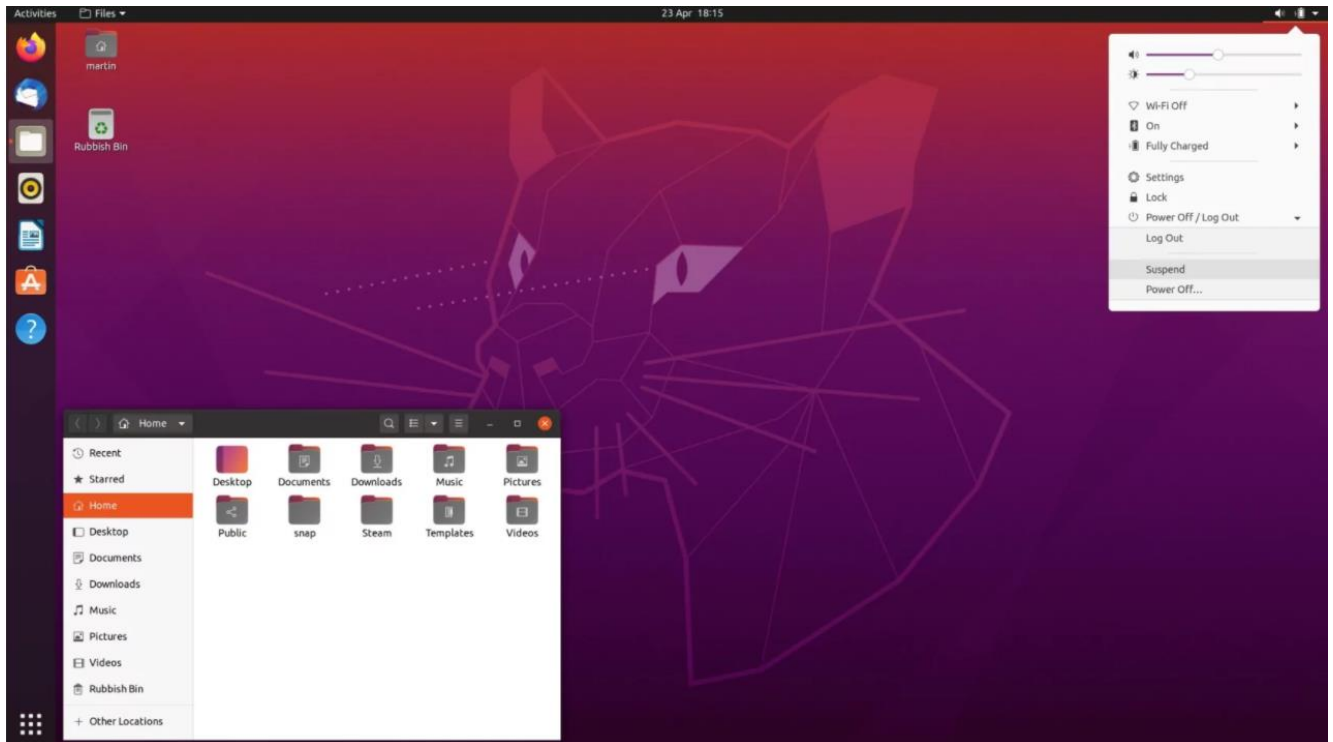 Activities Files 23 Apr 18:15
martin
Rubbish Bin
Wi-Fi Off
On
Fully Charged
Settings
Lock
Power Off / Log Out
Log Out
Suspend
Power Off...
Home
Recent
Starred
Home
Desktop
Documents
Downloads
Music
Pictures
Videos
Rubbish Bin
+ Other Locations
Desktop Documents Downloads Music Pictures
Public snap Steam Templates Videos